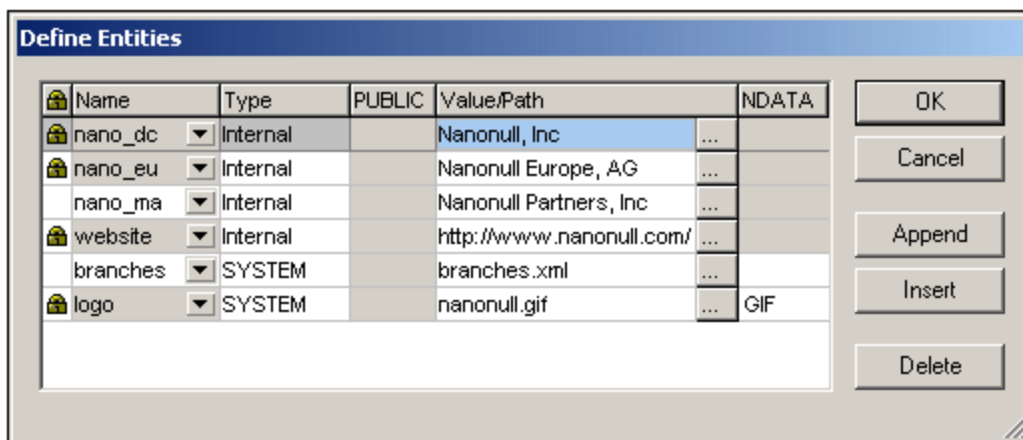 Define Entities
Name Type PUBLIC Value/Path NDATA
nano_dc Internal Nanonull, Inc ...
nano_eu Internal Nanonull Europe, AG ...
nano_ma Internal Nanonull Partners, Inc ...
website Internal http://www.nanonull.com/ ...
branches SYSTEM branches.xml ...
logo SYSTEM nanonull.gif ... GIF
OK
Cancel
Append
Insert
Delete